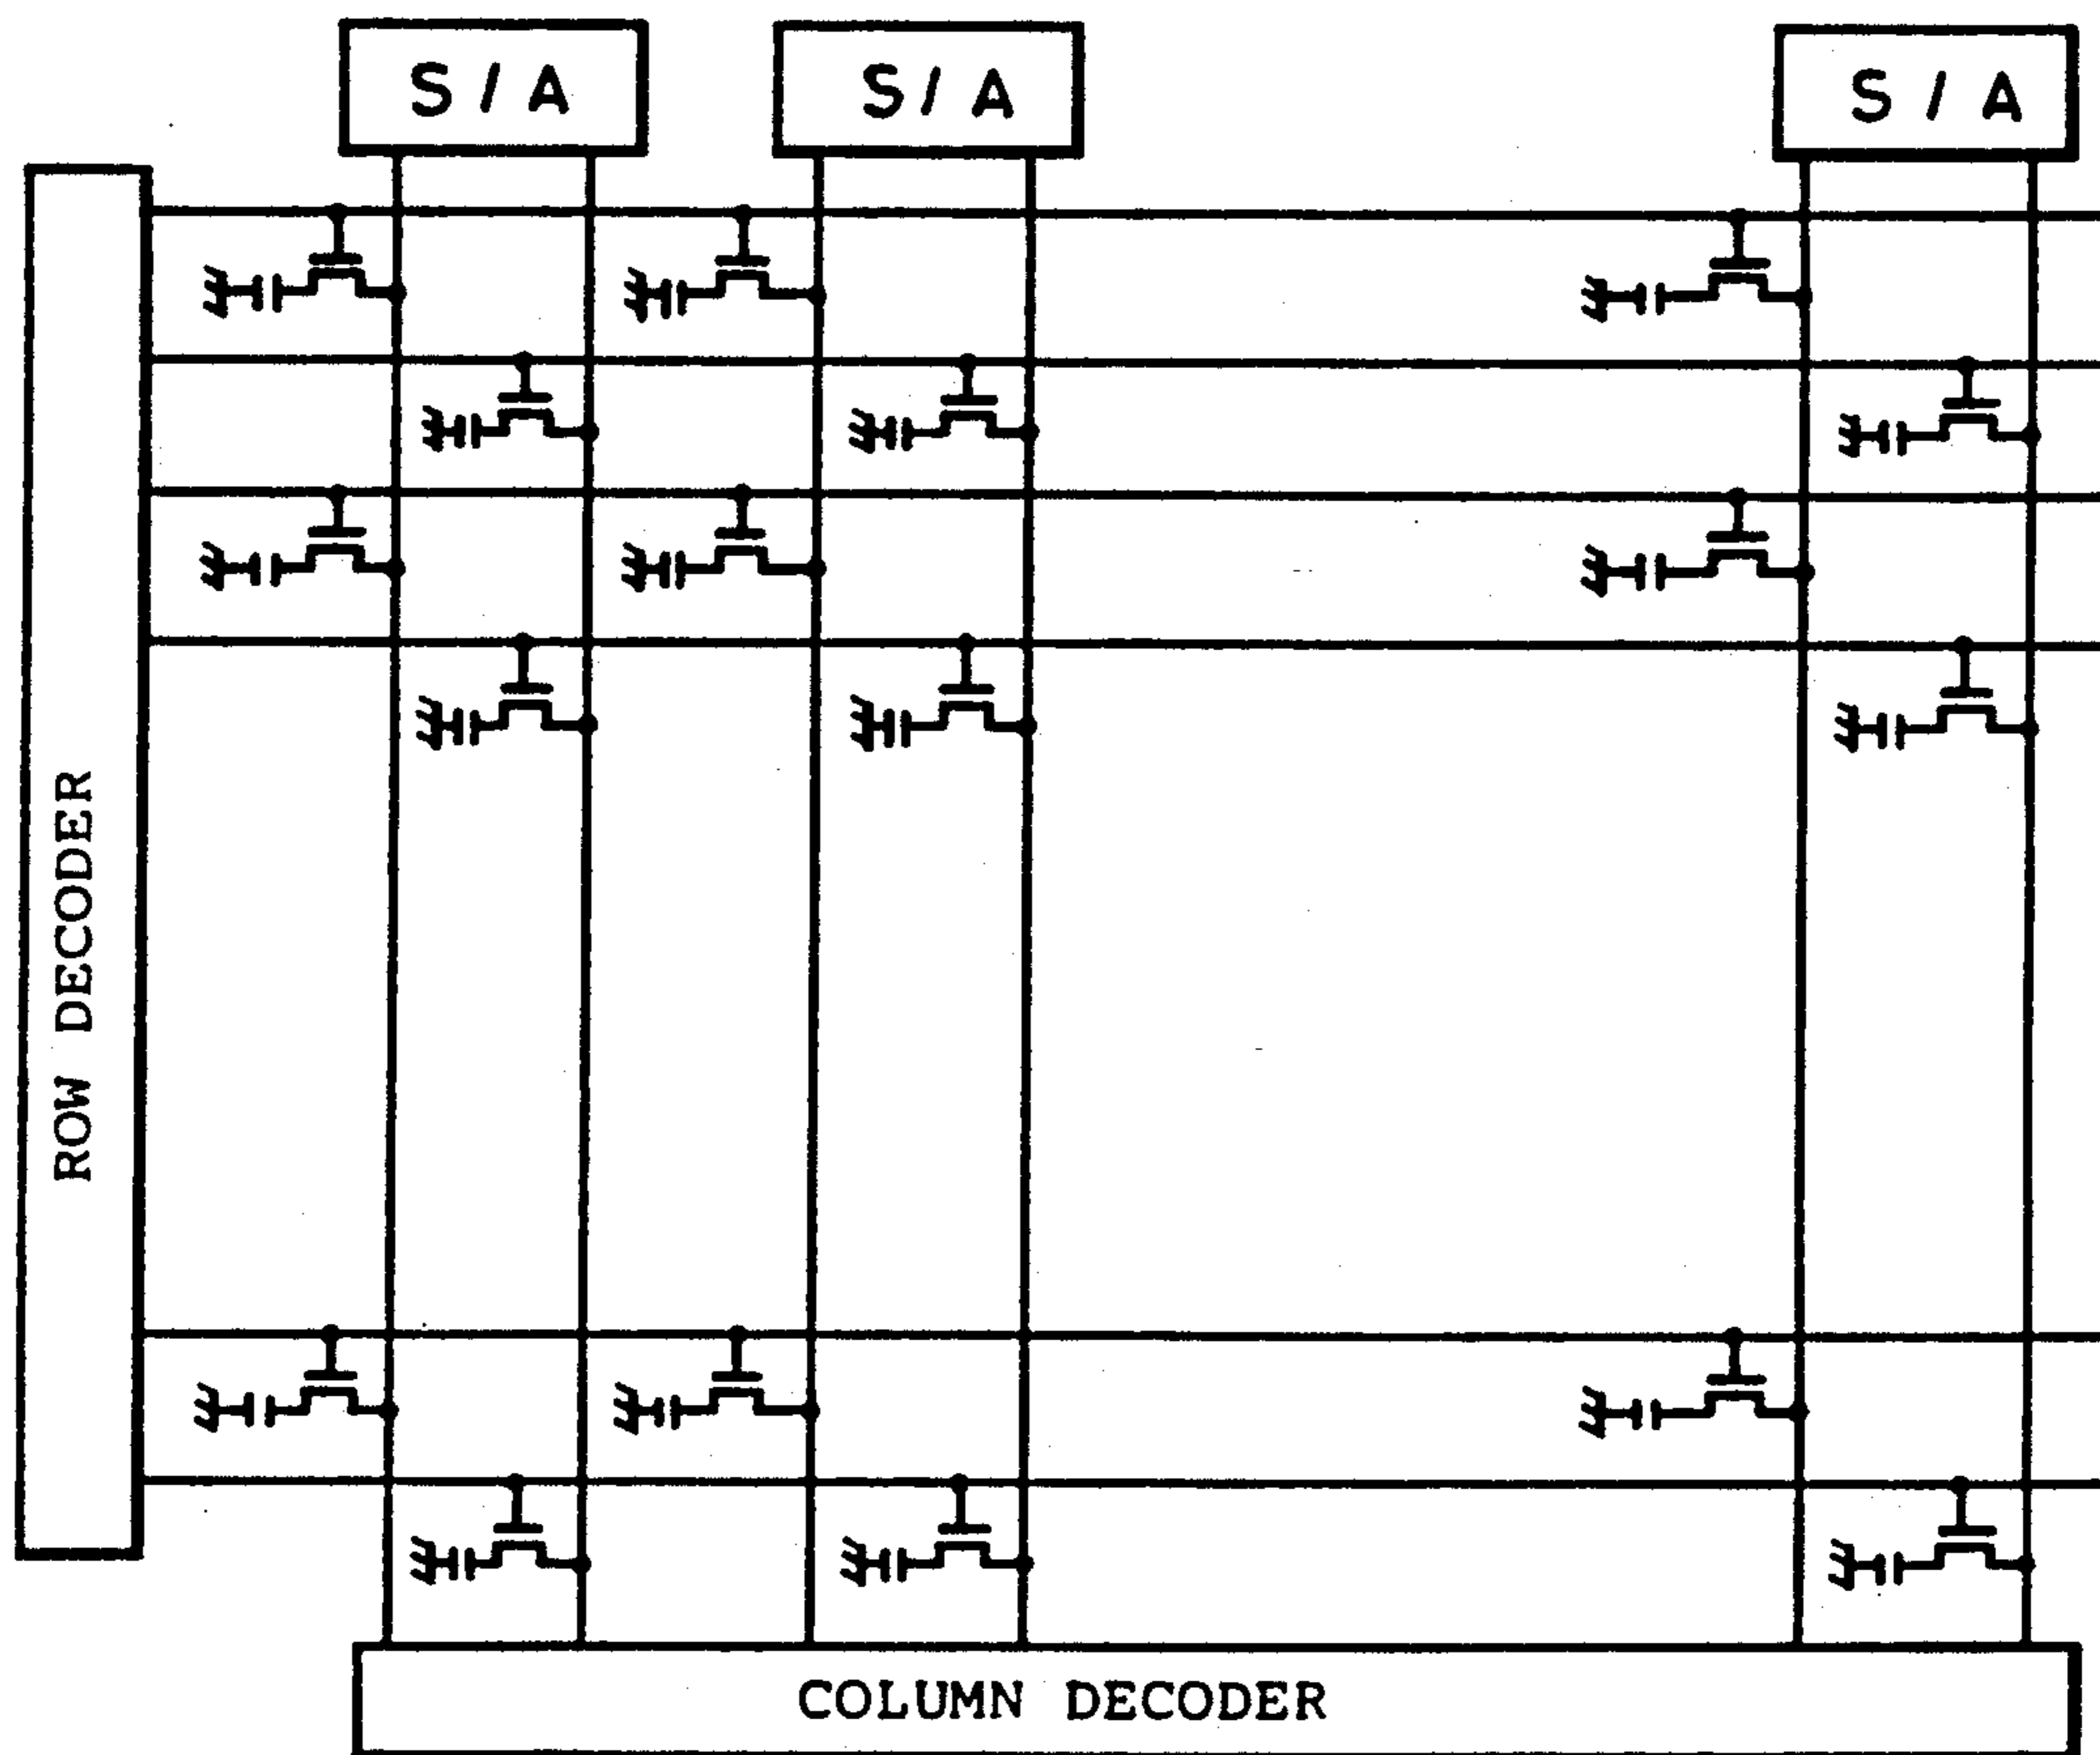 S / A
S / A
S / A
ROW DECODER
COLUMN DECODER